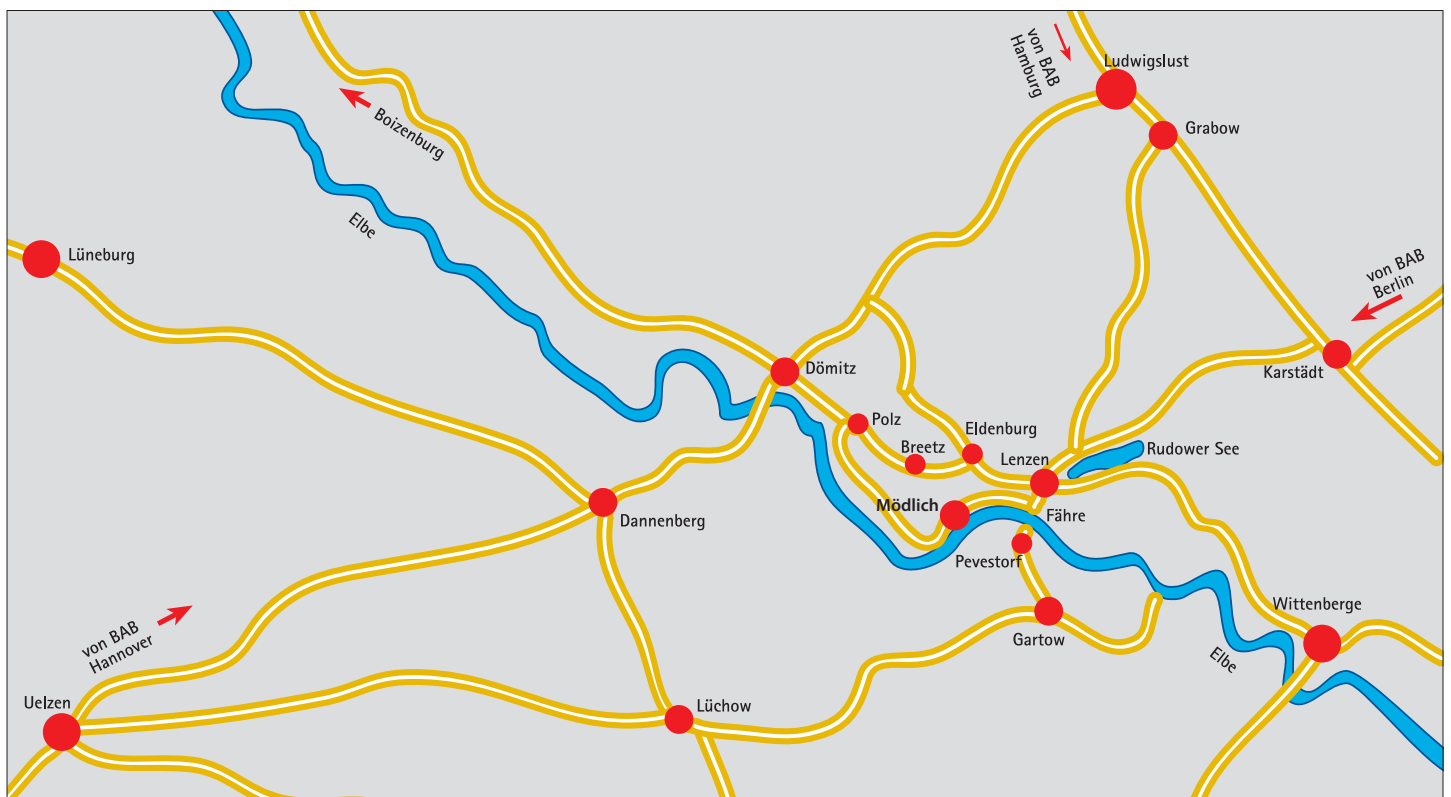 von BAB
Hamburg
Ludwigslust
Boizenburg
Grabow
Elbe
Lüneburg
von BAB
Berlin
Dömitz
Karstädt
Polz
Eldenburg
Breetz
Lenzen
Rudower See
Mödlich
Fähre
Dannenberg
Pevestorf
Wittenberge
von BAB
Hannover
Gartow
Elbe
Uelzen
Lüchow